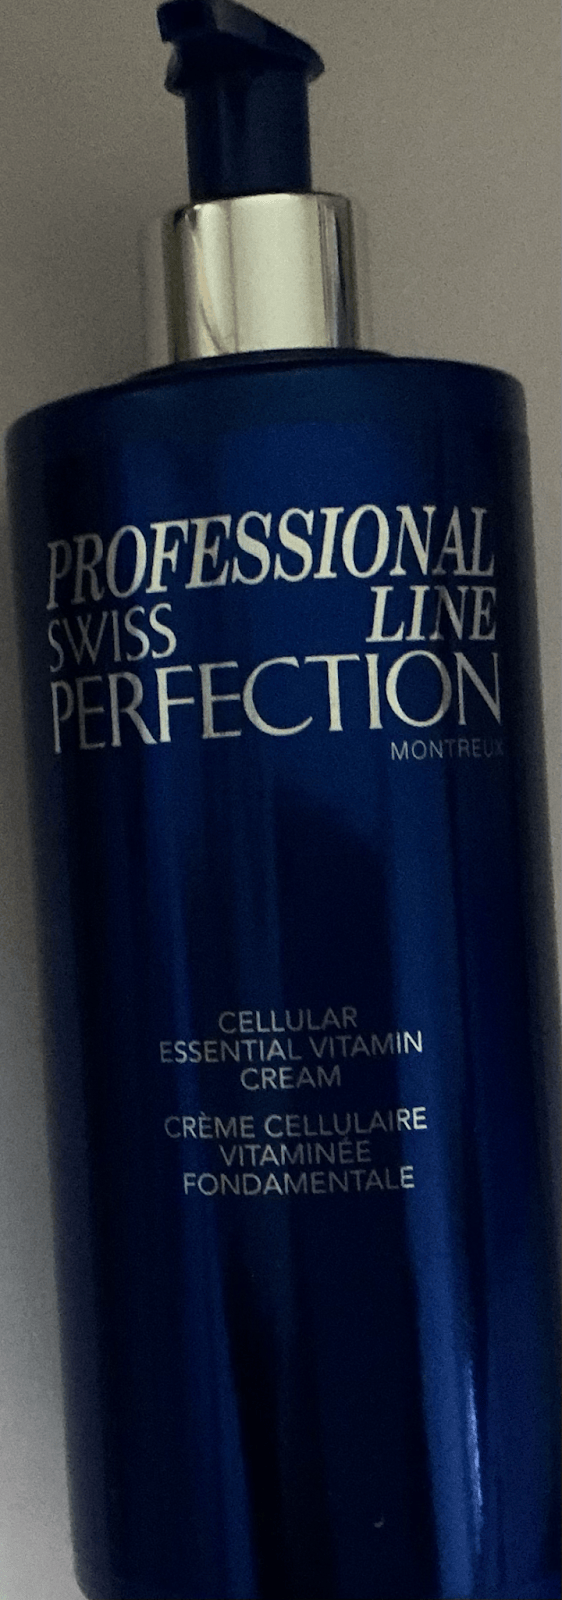 PROFESSIONAL
SWISS LINE
PERFECTION
MONTREUX
CELLULAR
ESSENTIAL VITAMIN
CREAM
CRÈME CELLULAIRE
VITAMINÉE
FONDAMENTALE